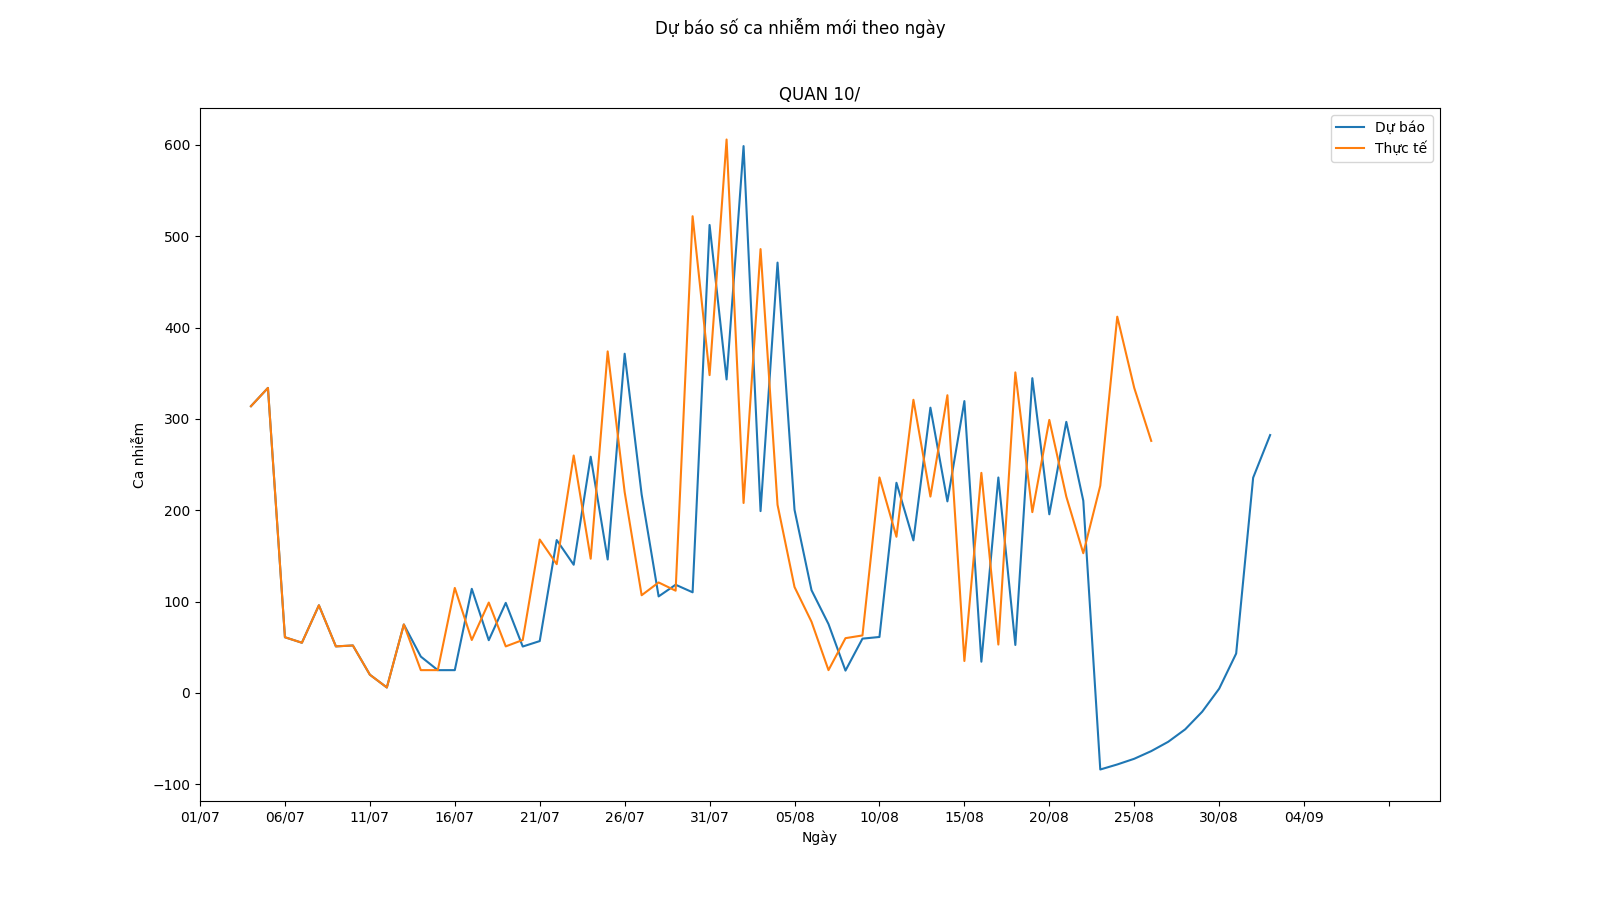 Dự báo số ca nhiễm mới theo ngày
QUAN 10/
Dự báo
Thực tế
600
500
400
300
200
100
0
−100
Ca nhiễm
01/07 06/07 11/07 16/07 21/07 26/07 31/07 05/08 10/08 15/08 20/08 25/08 30/08 04/09
Ngày